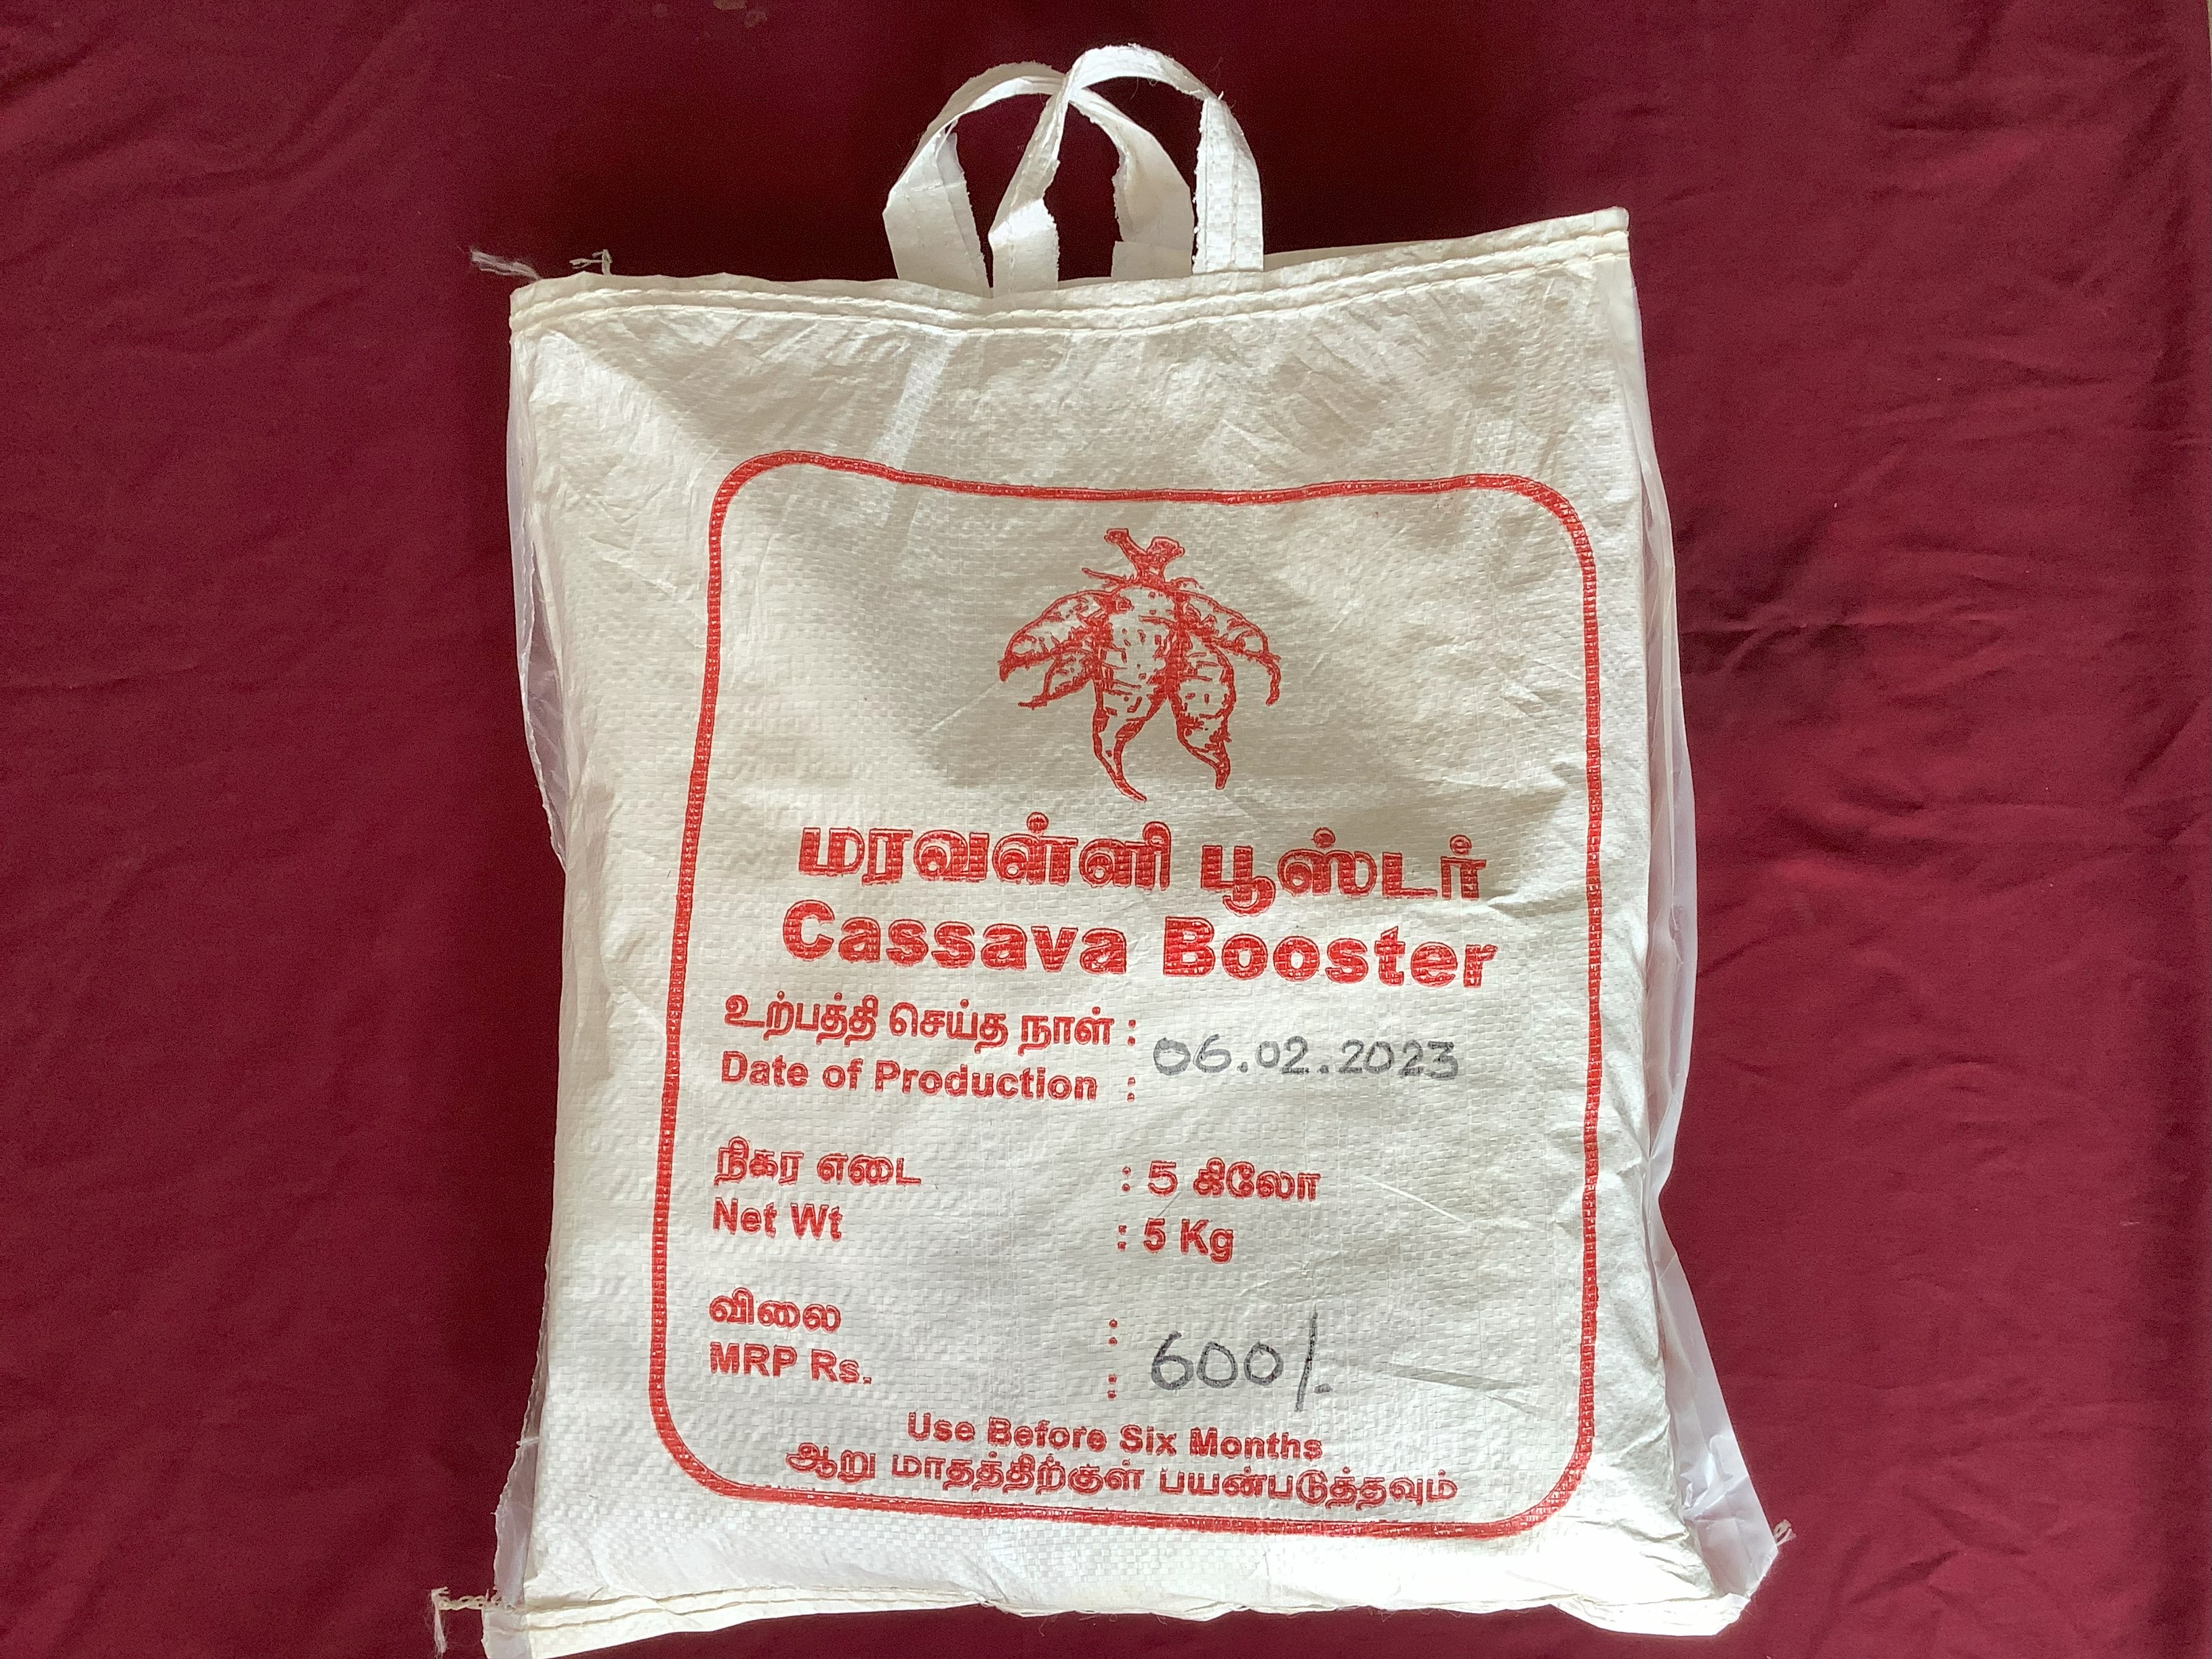 மரவள்ளி பூஸ்டர்
Cassava Booster
உற்பத்தி செய்த நாள் :
Date of Production : 06.02.2023
நிகர எடை : 5 கிலோ
Net Wt : 5 Kg
விலை :
MRP Rs. : 600/-
Use Before Six Months
ஆறு மாதத்திற்குள் பயன்படுத்தவும்